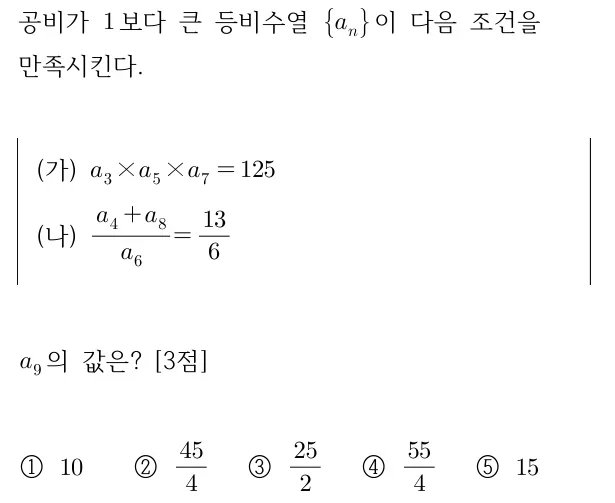 공비가 1보다 큰 등비수열 {aₙ}이 다음 조건을
만족시킨다.
(가) a₃×a₅×a₇=125
(나) (a₄+a₈)/a₆=13/6
a₉의 값은? [3점]
① 10 ② 45/4 ③ 25/2 ④ 55/4 ⑤ 15